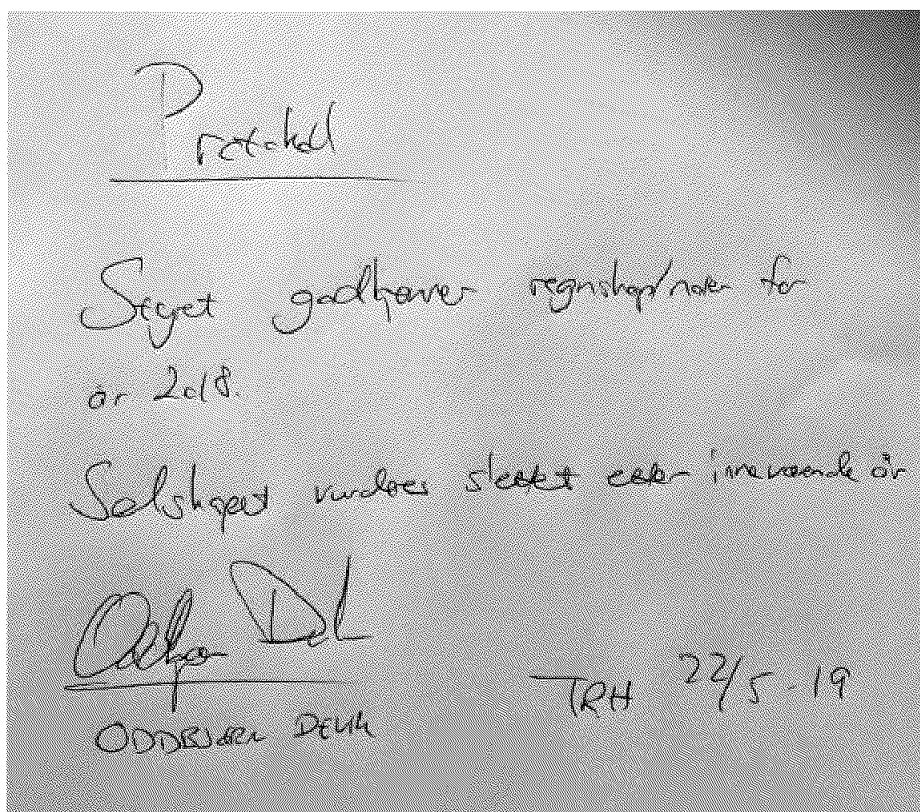 Protokoll
Styret godkjenner regnskap/noter for
år 2018.
Selskapet vurderes slettet etter inneværende år
ODDBJØRN
TRH 22/5-19